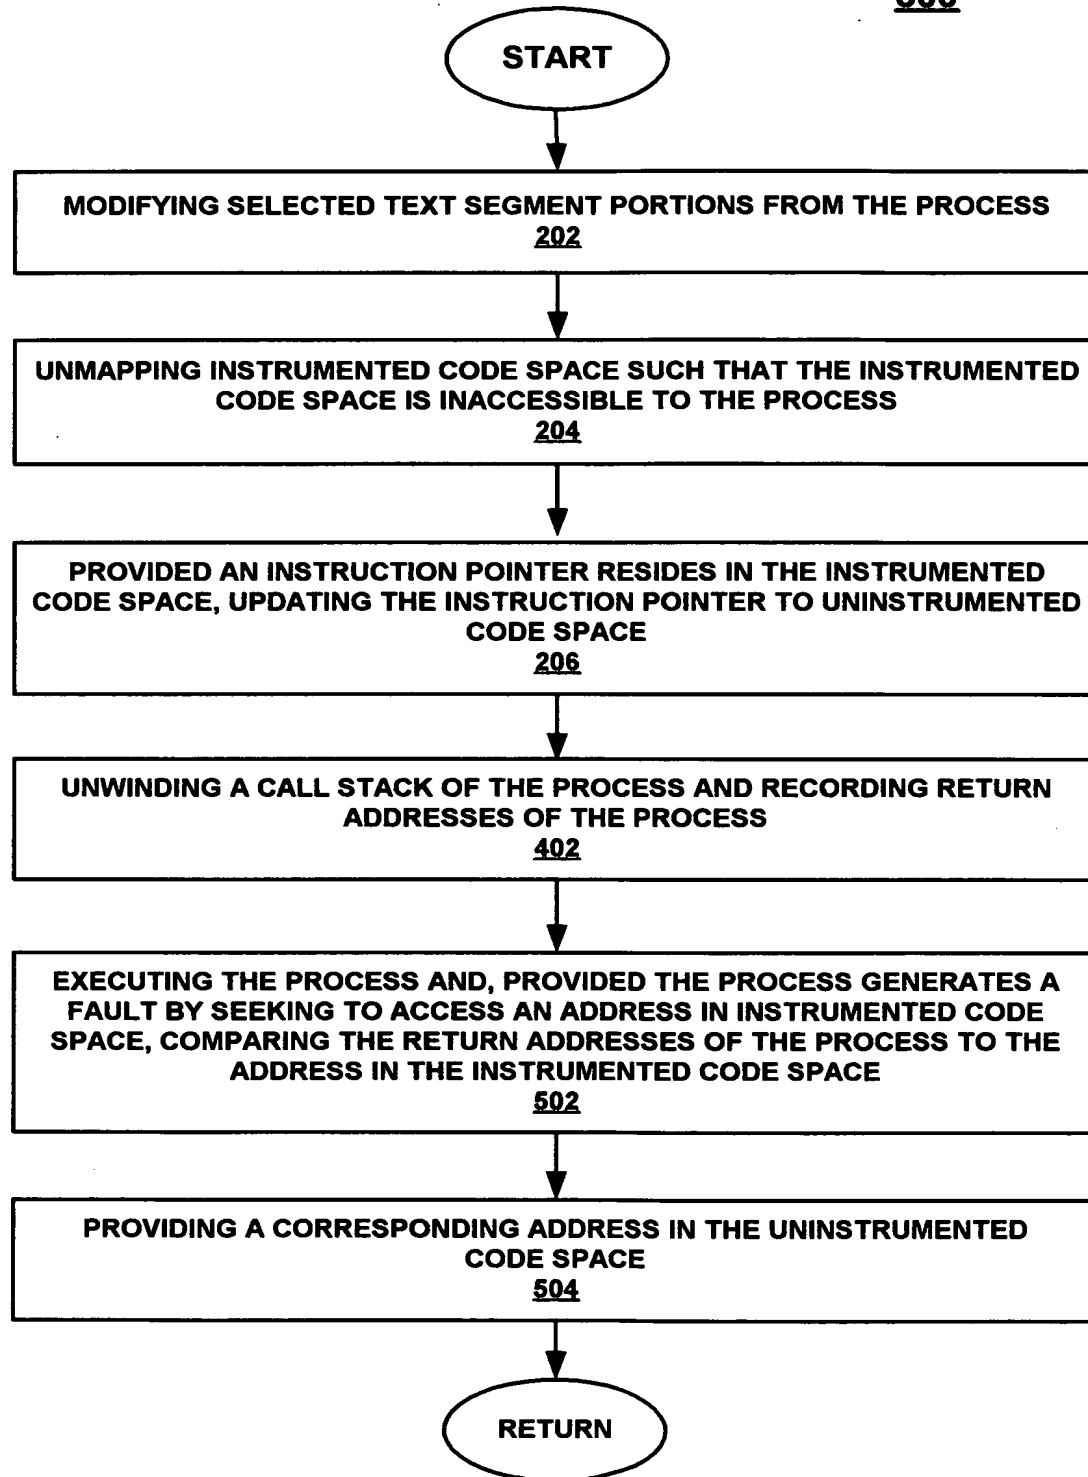 START
MODIFYING SELECTED TEXT SEGMENT PORTIONS FROM THE PROCESS
202
UNMAPPING INSTRUMENTED CODE SPACE SUCH THAT THE INSTRUMENTED
CODE SPACE IS INACCESSIBLE TO THE PROCESS
204
PROVIDED AN INSTRUCTION POINTER RESIDES IN THE INSTRUMENTED
CODE SPACE, UPDATING THE INSTRUCTION POINTER TO UNINSTRUMENTED
CODE SPACE
206
UNWINDING A CALL STACK OF THE PROCESS AND RECORDING RETURN
ADDRESSES OF THE PROCESS
402
EXECUTING THE PROCESS AND, PROVIDED THE PROCESS GENERATES A
FAULT BY SEEKING TO ACCESS AN ADDRESS IN INSTRUMENTED CODE
SPACE, COMPARING THE RETURN ADDRESSES OF THE PROCESS TO THE
ADDRESS IN THE INSTRUMENTED CODE SPACE
502
PROVIDING A CORRESPONDING ADDRESS IN THE UNINSTRUMENTED
CODE SPACE
504
RETURN